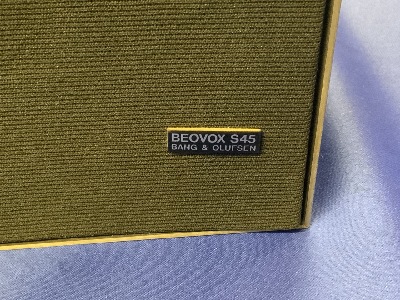 BEOVOX S45
BANG & OLUFSEN